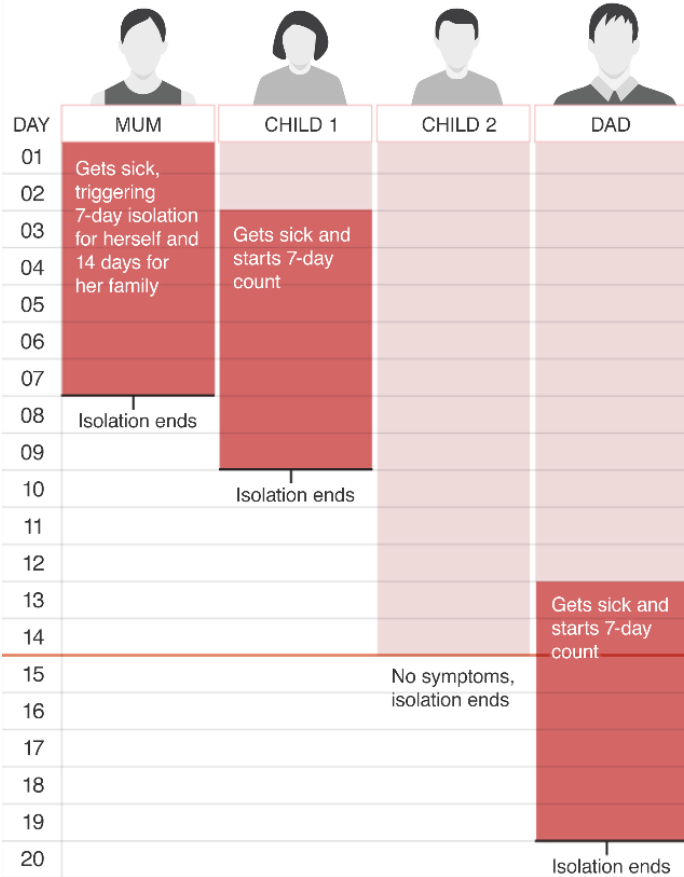 DAY MUM CHILD 1 CHILD 2 DAD
01
Gets sick,
triggering
7-day isolation
for herself and
14 days for
her family
02
03
Gets sick and
starts 7-day
count
04
05
06
07
08
Isolation ends
09
10
Isolation ends
11
12
13
Gets sick and
starts 7-day
count
14
15
No symptoms,
isolation ends
16
17
18
19
20
Isolation ends